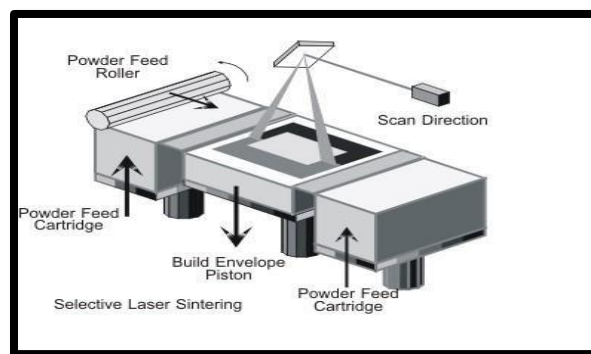 Powder Feed
Roller
Scan Direction
Powder Feed
Cartridge
Build Envelope
Piston
Powder Feed
Cartridge
Selective Laser Sintering